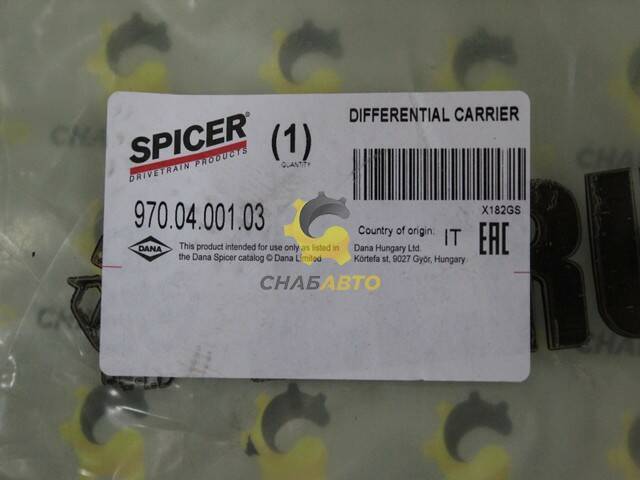 SPICER
DRIVETRAIN PRODUCTS
(1)
QUANTITY
DIFFERENTIAL CARRIER
X182GS
970.04.001.03
DANA
This product intended for use only as listed in
the Dana Spicer catalog © Dana Limited
Country of origin: IT
EAC
Dana Hungary Ltd.
Körtefa st, 9027 Győr, Hungary
СНАБАВТО